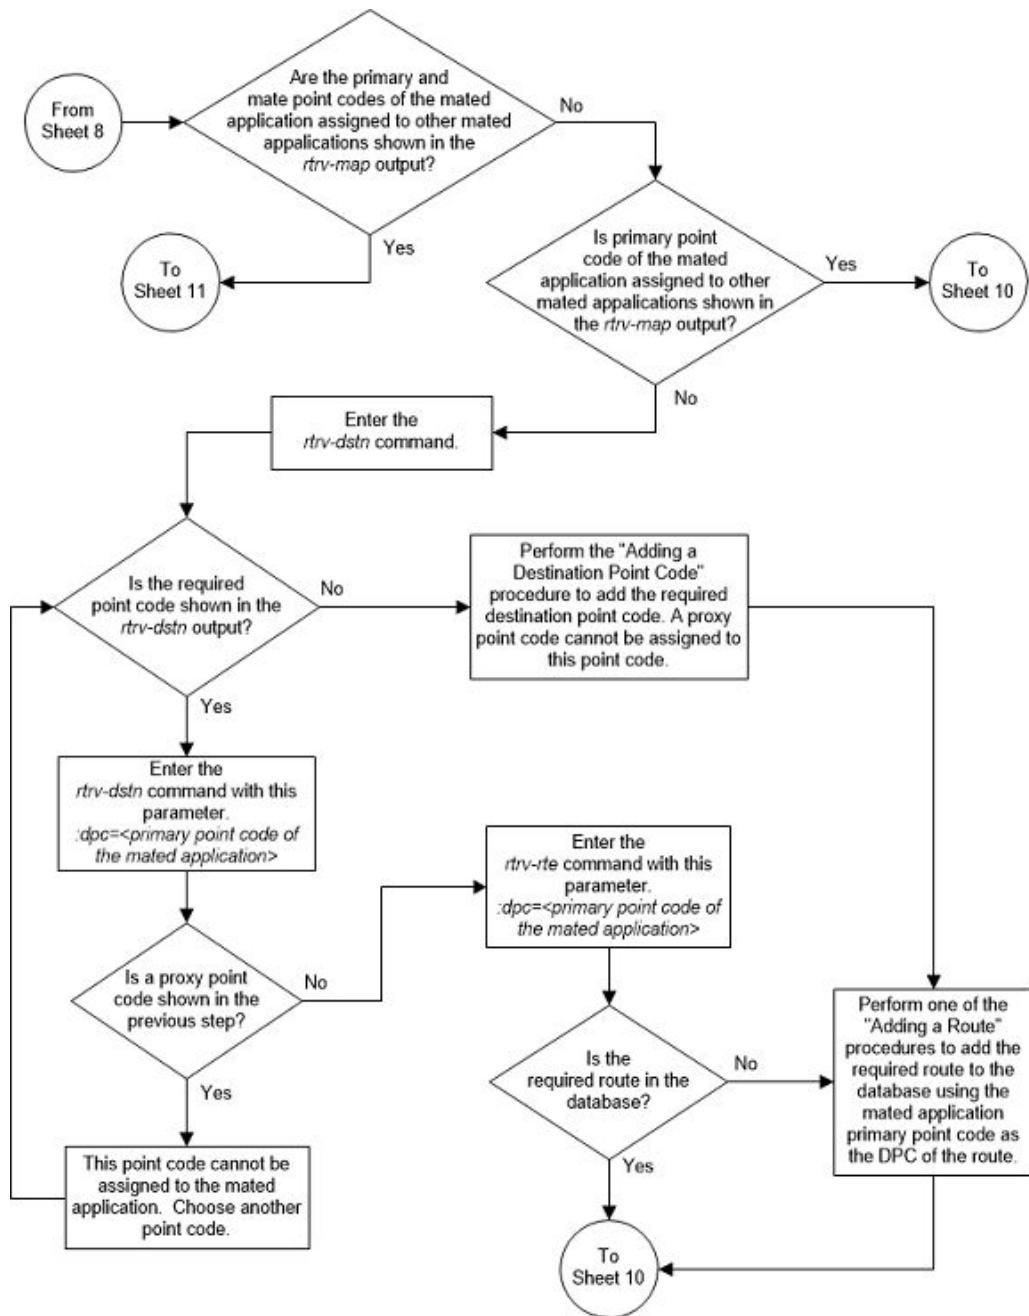 From
Sheet 8
Are the primary and
mate point codes of the mated
application assigned to other mated
appalications shown in the
rtrv-map output?
No
Yes
To
Sheet 11
Is primary point
code of the mated
application assigned to other
mated appalications shown in
the rtrv-map output?
Yes
To
Sheet 10
No
Enter the
rtrv-dstn command.
Is the required
point code shown in the
rtrv-dstn output?
No
Perform the "Adding a
Destination Point Code"
procedure to add the required
destination point code. A proxy
point code cannot be assigned to
this point code.
Yes
Enter the
rtrv-dstn command with this
parameter.
:dpc=<primary point code of
the mated application>
Is a proxy point
code shown in the
previous step?
No
Enter the
rtrv-rte command with this
parameter.
:dpc=<primary point code of
the mated application>
Yes
This point code cannot be
assigned to the mated
application. Choose another
point code.
Is the
required route in the
database?
No
Perform one of the
"Adding a Route"
procedures to add the
required route to the
database using the
mated application
primary point code as
the DPC of the route.
Yes
To
Sheet 10